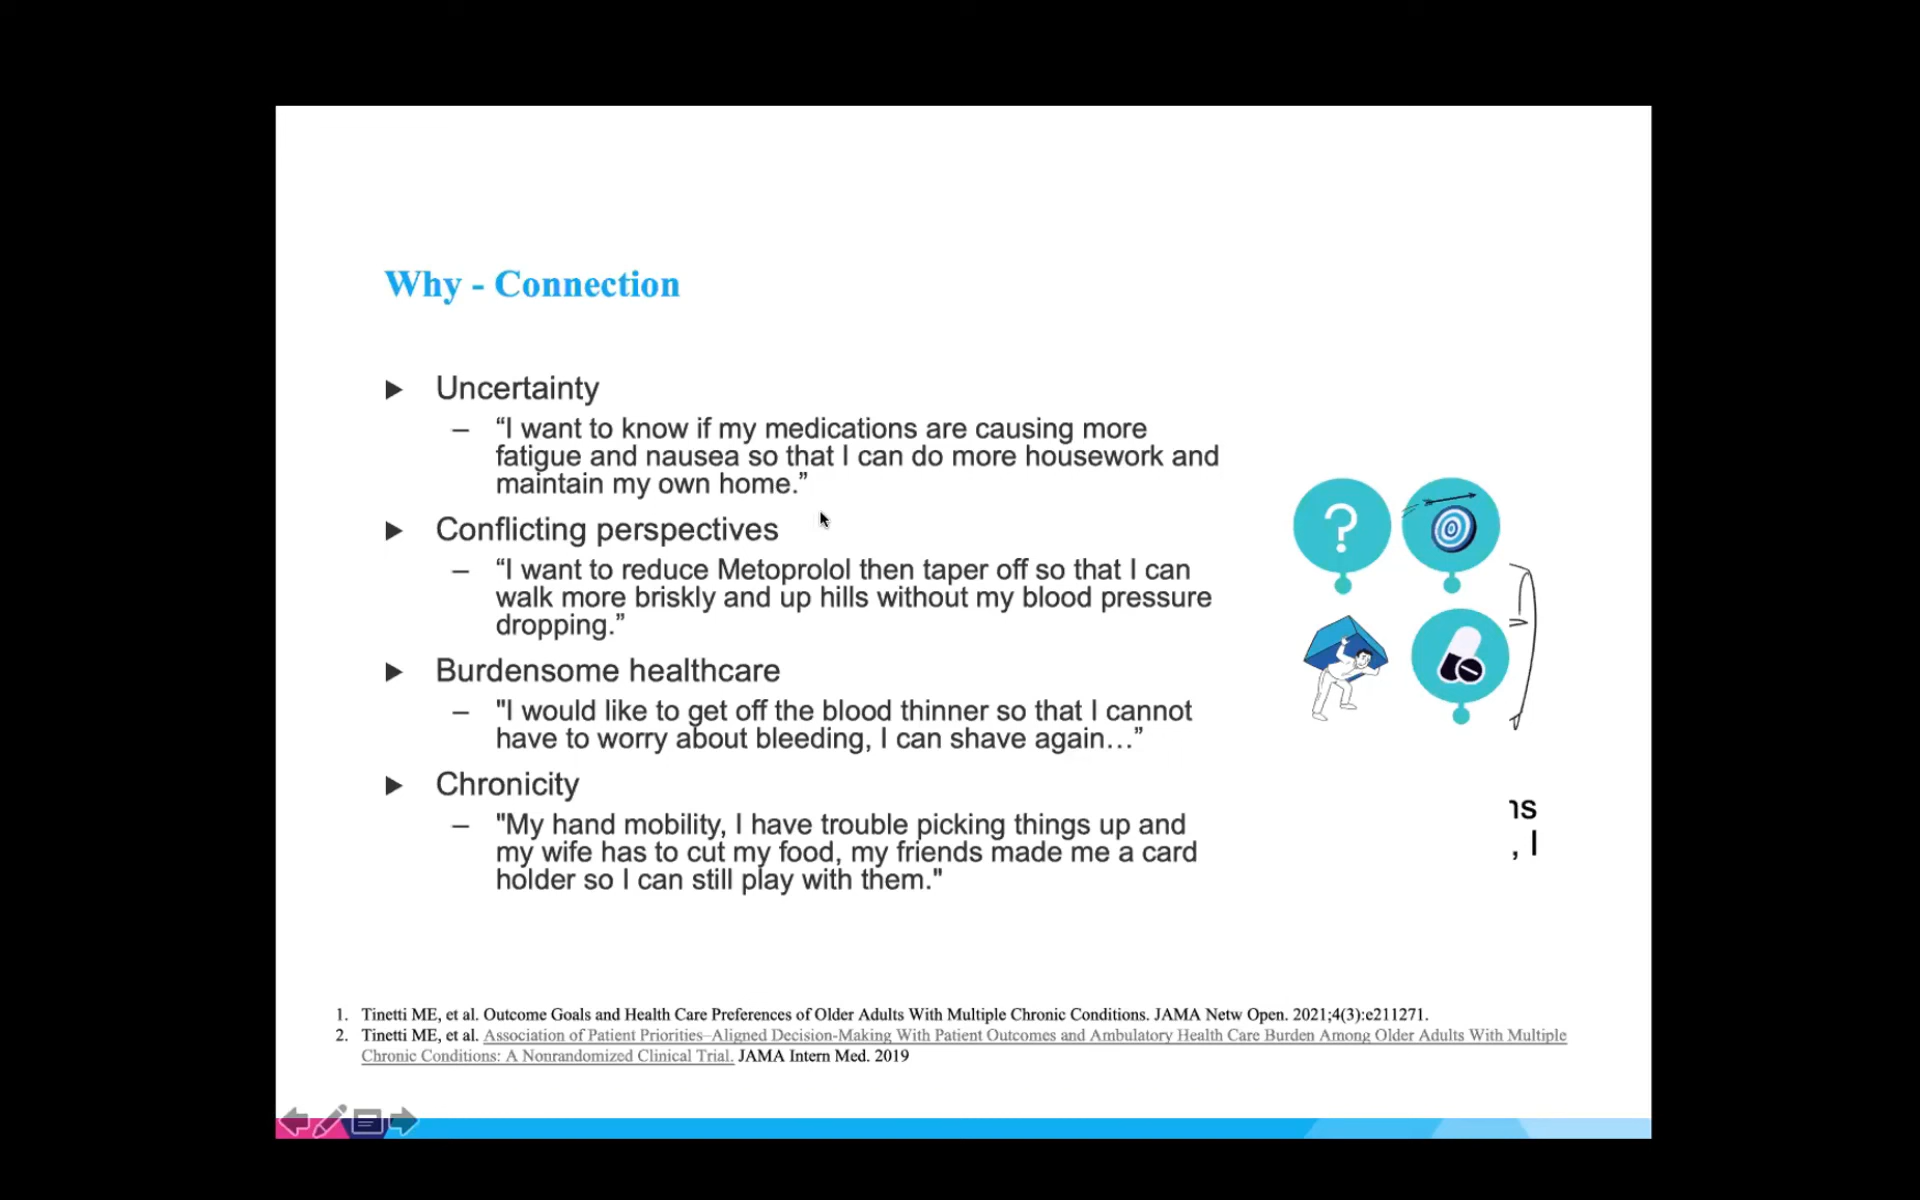 Why - Connection
Uncertainty
– “I want to know if my medications are causing more
fatigue and nausea so that I can do more housework and
maintain my own home.”
Conflicting perspectives
– “I want to reduce Metoprolol then taper off so that I can
walk more briskly and up hills without my blood pressure
dropping.”
Burdensome healthcare
– "I would like to get off the blood thinner so that I cannot
have to worry about bleeding, I can shave again…”
Chronicity
– "My hand mobility, I have trouble picking things up and
my wife has to cut my food, my friends made me a card
holder so I can still play with them."
?
, I
1. Tinetti ME, et al. Outcome Goals and Health Care Preferences of Older Adults With Multiple Chronic Conditions. JAMA Netw Open. 2021;4(3):e211271.
2. Tinetti ME, et al. Association of Patient Priorities–Aligned Decision-Making With Patient Outcomes and Ambulatory Health Care Burden Among Older Adults With Multiple
Chronic Conditions: A Nonrandomized Clinical Trial. JAMA Intern Med. 2019